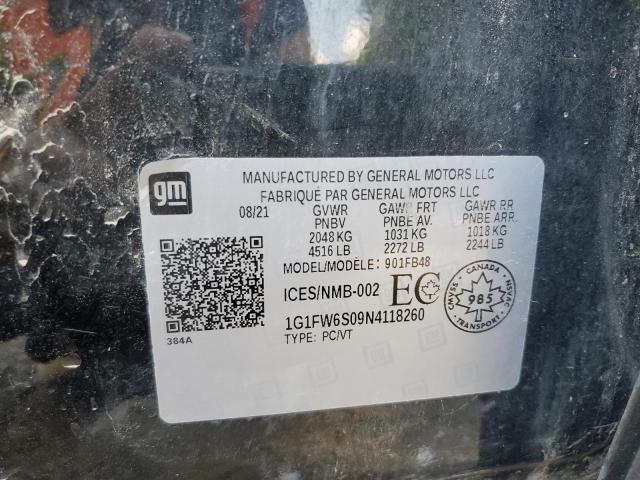 gm
MANUFACTURED BY GENERAL MOTORS LLC
FABRIQUÉ PAR GENERAL MOTORS LLC
08/21 GVWR GAWR FRT GAWR RR
PNBV PNBE AV. PNBE ARR.
2048 KG 1031 KG 1018 KG
4516 LB 2272 LB 2244 LB
MODEL/MODÈLE: 901FB48
ICES/NMB-002 EC
CANADA
CMVSS 985 NSVAC
TRANSPORT
1G1FW6S09N4118260
TYPE: PC/VT
384A